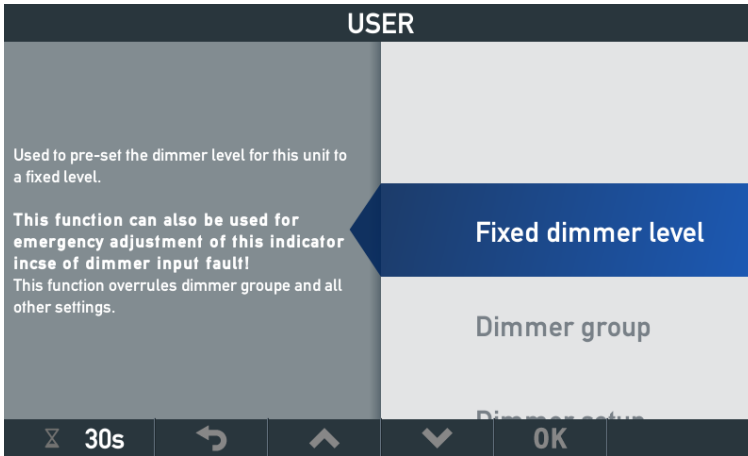 USER
Used to pre-set the dimmer level for this unit to
a fixed level.
This function can also be used for
emergency adjustment of this indicator
incse of dimmer input fault!
This function overrules dimmer groupe and all
other settings.
Fixed dimmer level
Dimmer group
Dimmer setup
30s
OK